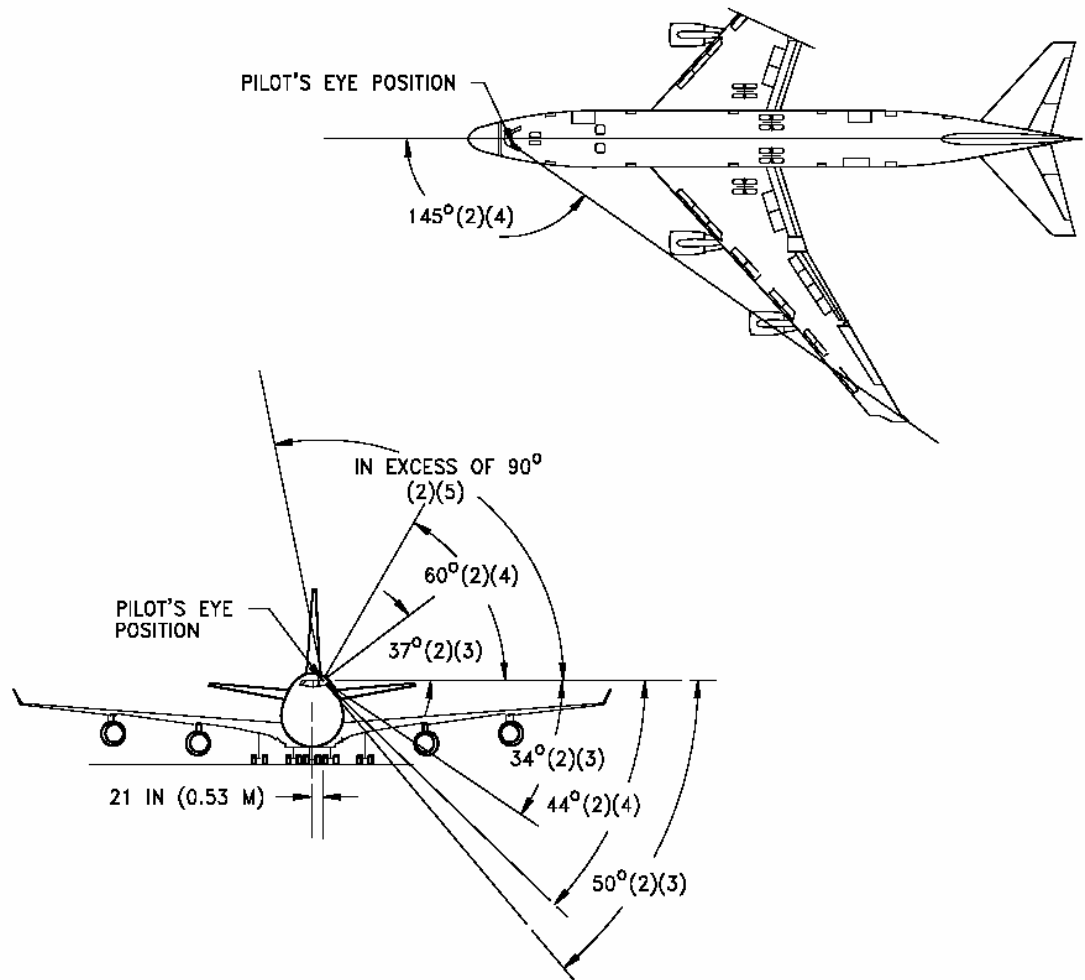 PILOT'S EYE POSITION
145° (2)(4)
IN EXCESS OF 90°
(2)(5)
60° (2)(4)
PILOT'S EYE
POSITION
37° (2)(3)
34° (2)(3)
21 IN (0.53 M)
44° (2)(4)
50° (2)(3)